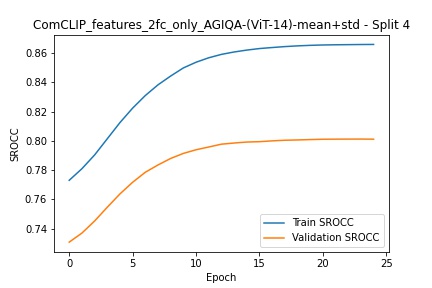 ComCLIP_features_2fc_only_AGIQA-(ViT-14)-mean+std - Split 4
0.86
0.84
0.82
0.80
0.78
0.76
0.74
SROCC
Train SROCC
Validation SROCC
0
5
10
15
20
25
Epoch